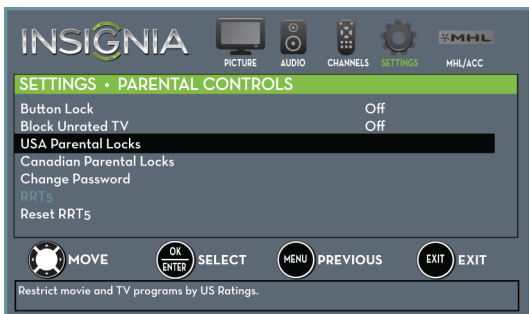 INSIGNIA
PICTURE AUDIO CHANNELS SETTINGS MHL MHL/ACC
SETTINGS • PARENTAL CONTROLS
Button Lock Off
Block Unrated TV Off
USA Parental Locks
Canadian Parental Locks
Change Password
RRT5
Reset RRT5
MOVE OK ENTER SELECT MENU PREVIOUS EXIT EXIT
Restrict movie and TV programs by US Ratings.